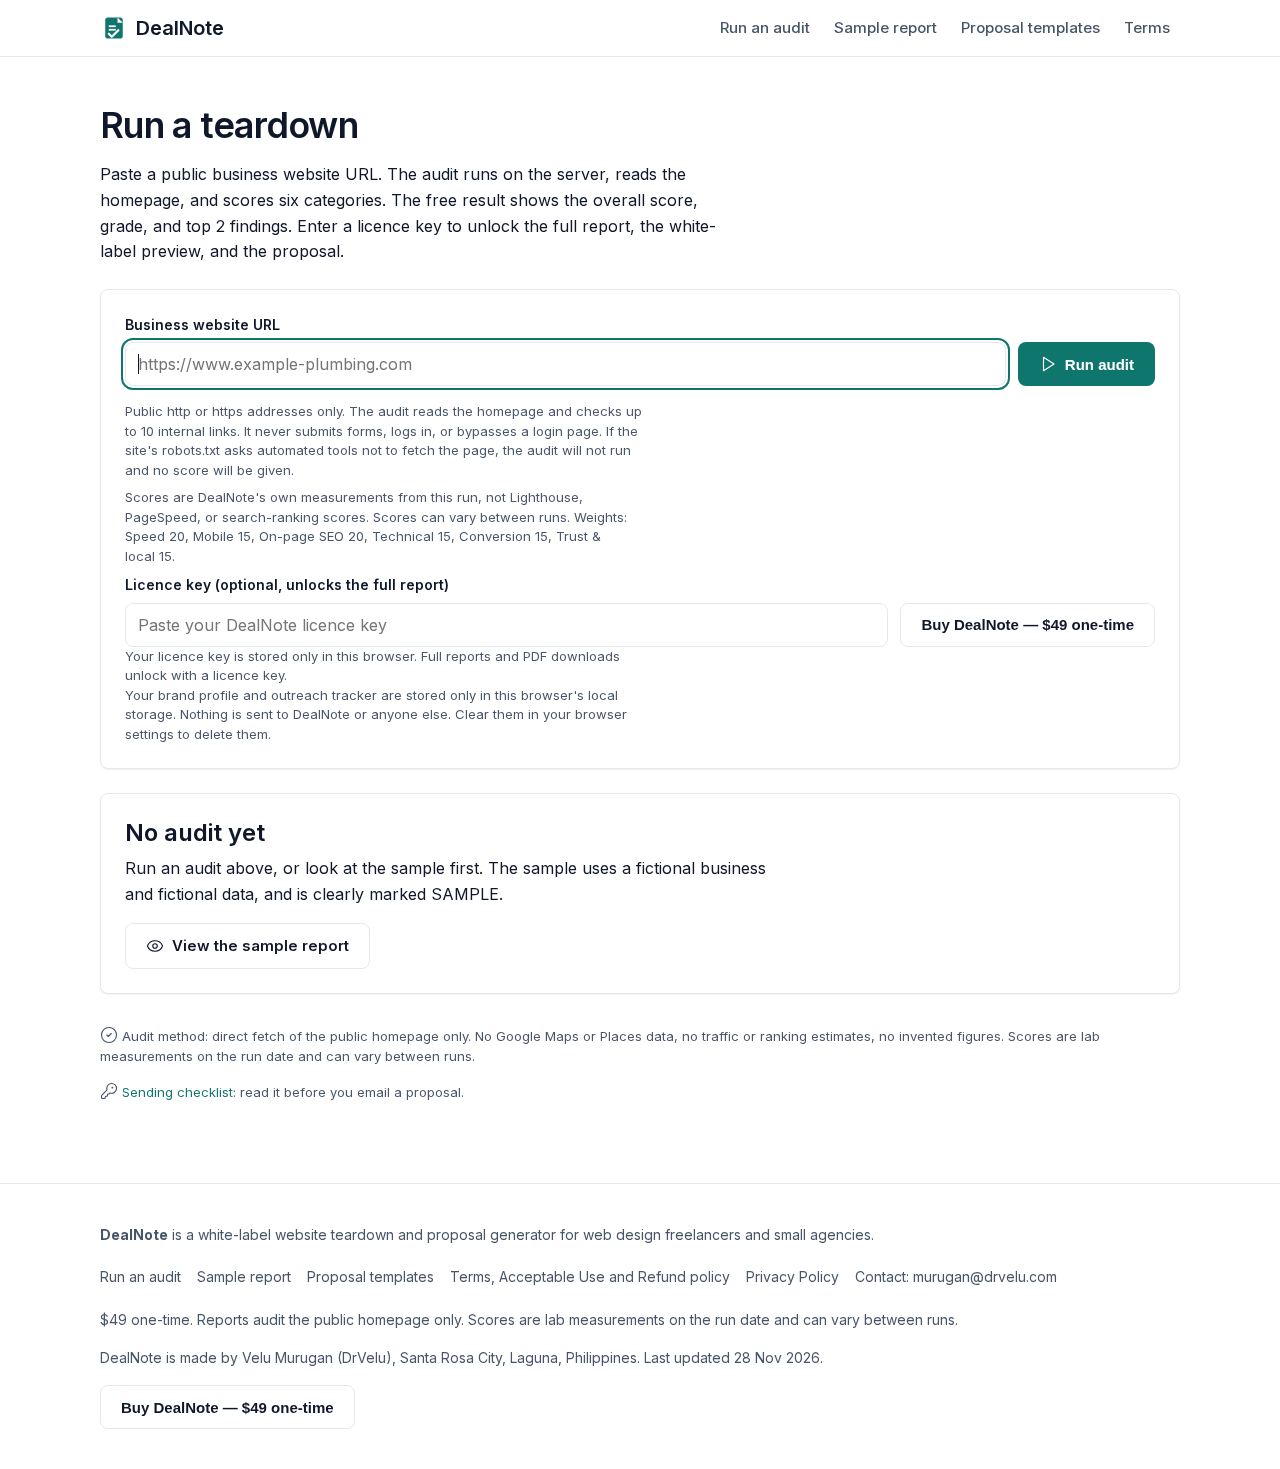 DealNote
Run an audit
Sample report
Proposal templates
Terms
Run a teardown
Paste a public business website URL. The audit runs on the server, reads the
homepage, and scores six categories. The free result shows the overall score,
grade, and top 2 findings. Enter a licence key to unlock the full report, the white-
label preview, and the proposal.
Business website URL
https://www.example-plumbing.com
Run audit
Public http or https addresses only. The audit reads the homepage and checks up
to 10 internal links. It never submits forms, logs in, or bypasses a login page. If the
site's robots.txt asks automated tools not to fetch the page, the audit will not run
and no score will be given.
Scores are DealNote's own measurements from this run, not Lighthouse,
PageSpeed, or search-ranking scores. Scores can vary between runs. Weights:
Speed 20, Mobile 15, On-page SEO 20, Technical 15, Conversion 15, Trust &
local 15.
Licence key (optional, unlocks the full report)
Paste your DealNote licence key
Buy DealNote — $49 one-time
Your licence key is stored only in this browser. Full reports and PDF downloads
unlock with a licence key.
Your brand profile and outreach tracker are stored only in this browser's local
storage. Nothing is sent to DealNote or anyone else. Clear them in your browser
settings to delete them.
No audit yet
Run an audit above, or look at the sample first. The sample uses a fictional business
and fictional data, and is clearly marked SAMPLE.
View the sample report
Audit method: direct fetch of the public homepage only. No Google Maps or Places data, no traffic or ranking estimates, no invented figures. Scores are lab
measurements on the run date and can vary between runs.
Sending checklist: read it before you email a proposal.
DealNote is a white-label website teardown and proposal generator for web design freelancers and small agencies.
Run an audit
Sample report
Proposal templates
Terms, Acceptable Use and Refund policy
Privacy Policy
Contact: murugan@drvelu.com
$49 one-time. Reports audit the public homepage only. Scores are lab measurements on the run date and can vary between runs.
DealNote is made by Velu Murugan (DrVelu), Santa Rosa City, Laguna, Philippines. Last updated 28 Nov 2026.
Buy DealNote — $49 one-time